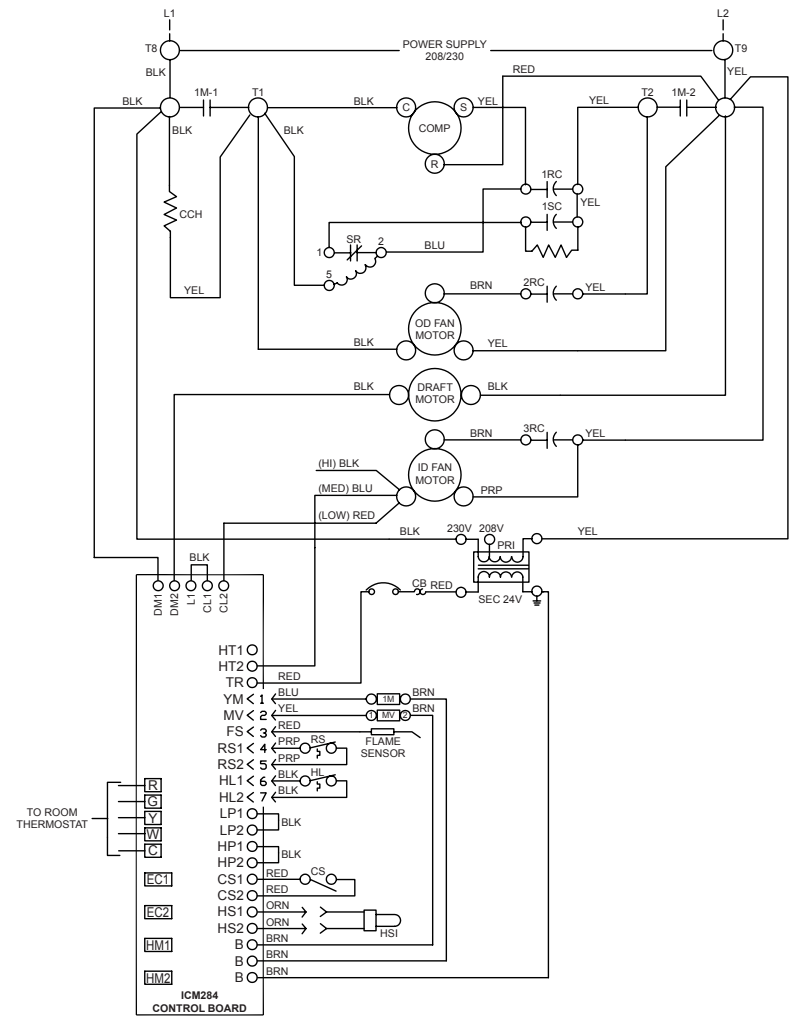 L1
L2
T8
POWER SUPPLY
208/230
T9
BLK
RED
YEL
BLK
1M-1
T1
BLK
C
S
YEL
YEL
T2
1M-2
BLK
BLK
COMP
R
1RC
YEL
1SC
CCH
SR
1
2
BLU
5
YEL
BRN
2RC
YEL
OD FAN
MOTOR
BLK
YEL
BLK
DRAFT
MOTOR
BLK
BRN
3RC
YEL
(HI) BLK
ID FAN
MOTOR
(MED) BLU
PRP
(LOW) RED
BLK
230V
208V
YEL
PRI
BLK
CB
RED
SEC 24V
DM1
DM2
L1
CL1
CL2
HT1
HT2
TR
RED
YM
1
BLU
1M
BRN
MV
2
YEL
1
MV
2
BRN
FS
3
RED
FLAME
SENSOR
RS1
4
PRP
RS
RS2
5
PRP
HL1
6
BLK
HL
HL2
7
BLK
R
G
Y
W
C
TO ROOM
THERMOSTAT
LP1
LP2
BLK
HP1
HP2
BLK
EC1
CS1
RED
CS
CS2
RED
EC2
HS1
ORN
HS2
ORN
HSI
HM1
B
BRN
B
BRN
HM2
B
BRN
ICM284
CONTROL BOARD